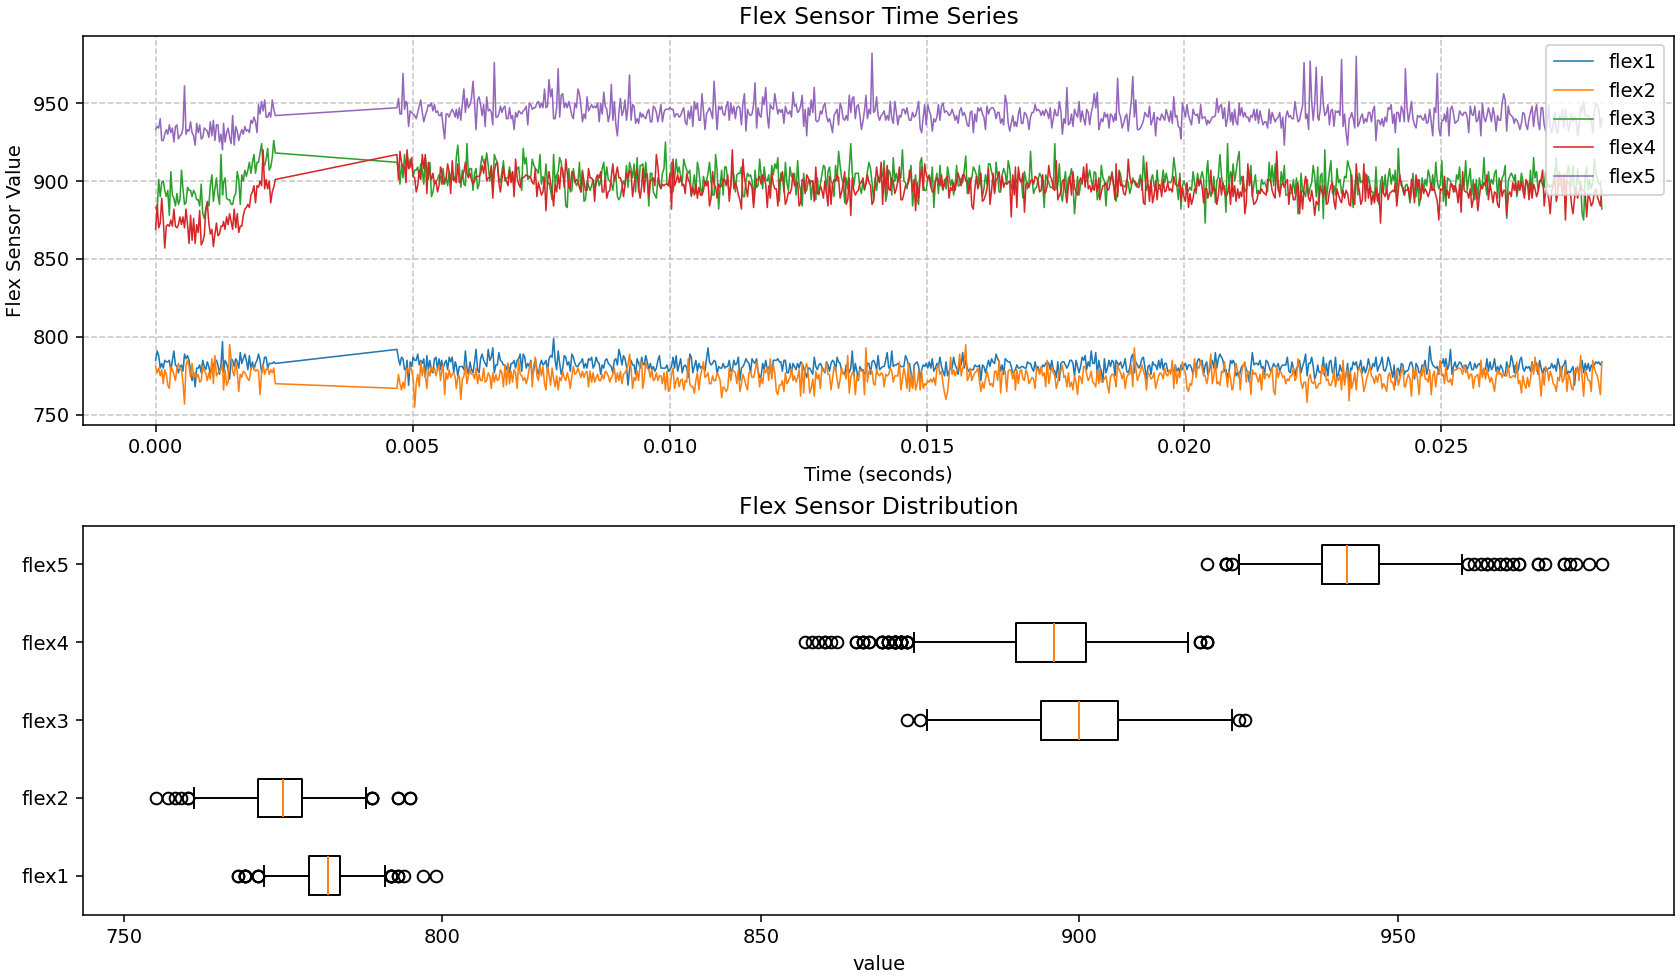 Flex Sensor Time Series
Flex Sensor Value
950
900
850
800
750
flex1
flex2
flex3
flex4
flex5
0.000 0.005 0.010 0.015 0.020 0.025
Time (seconds)
Flex Sensor Distribution
flex5
flex4
flex3
flex2
flex1
750 800 850 900 950
value